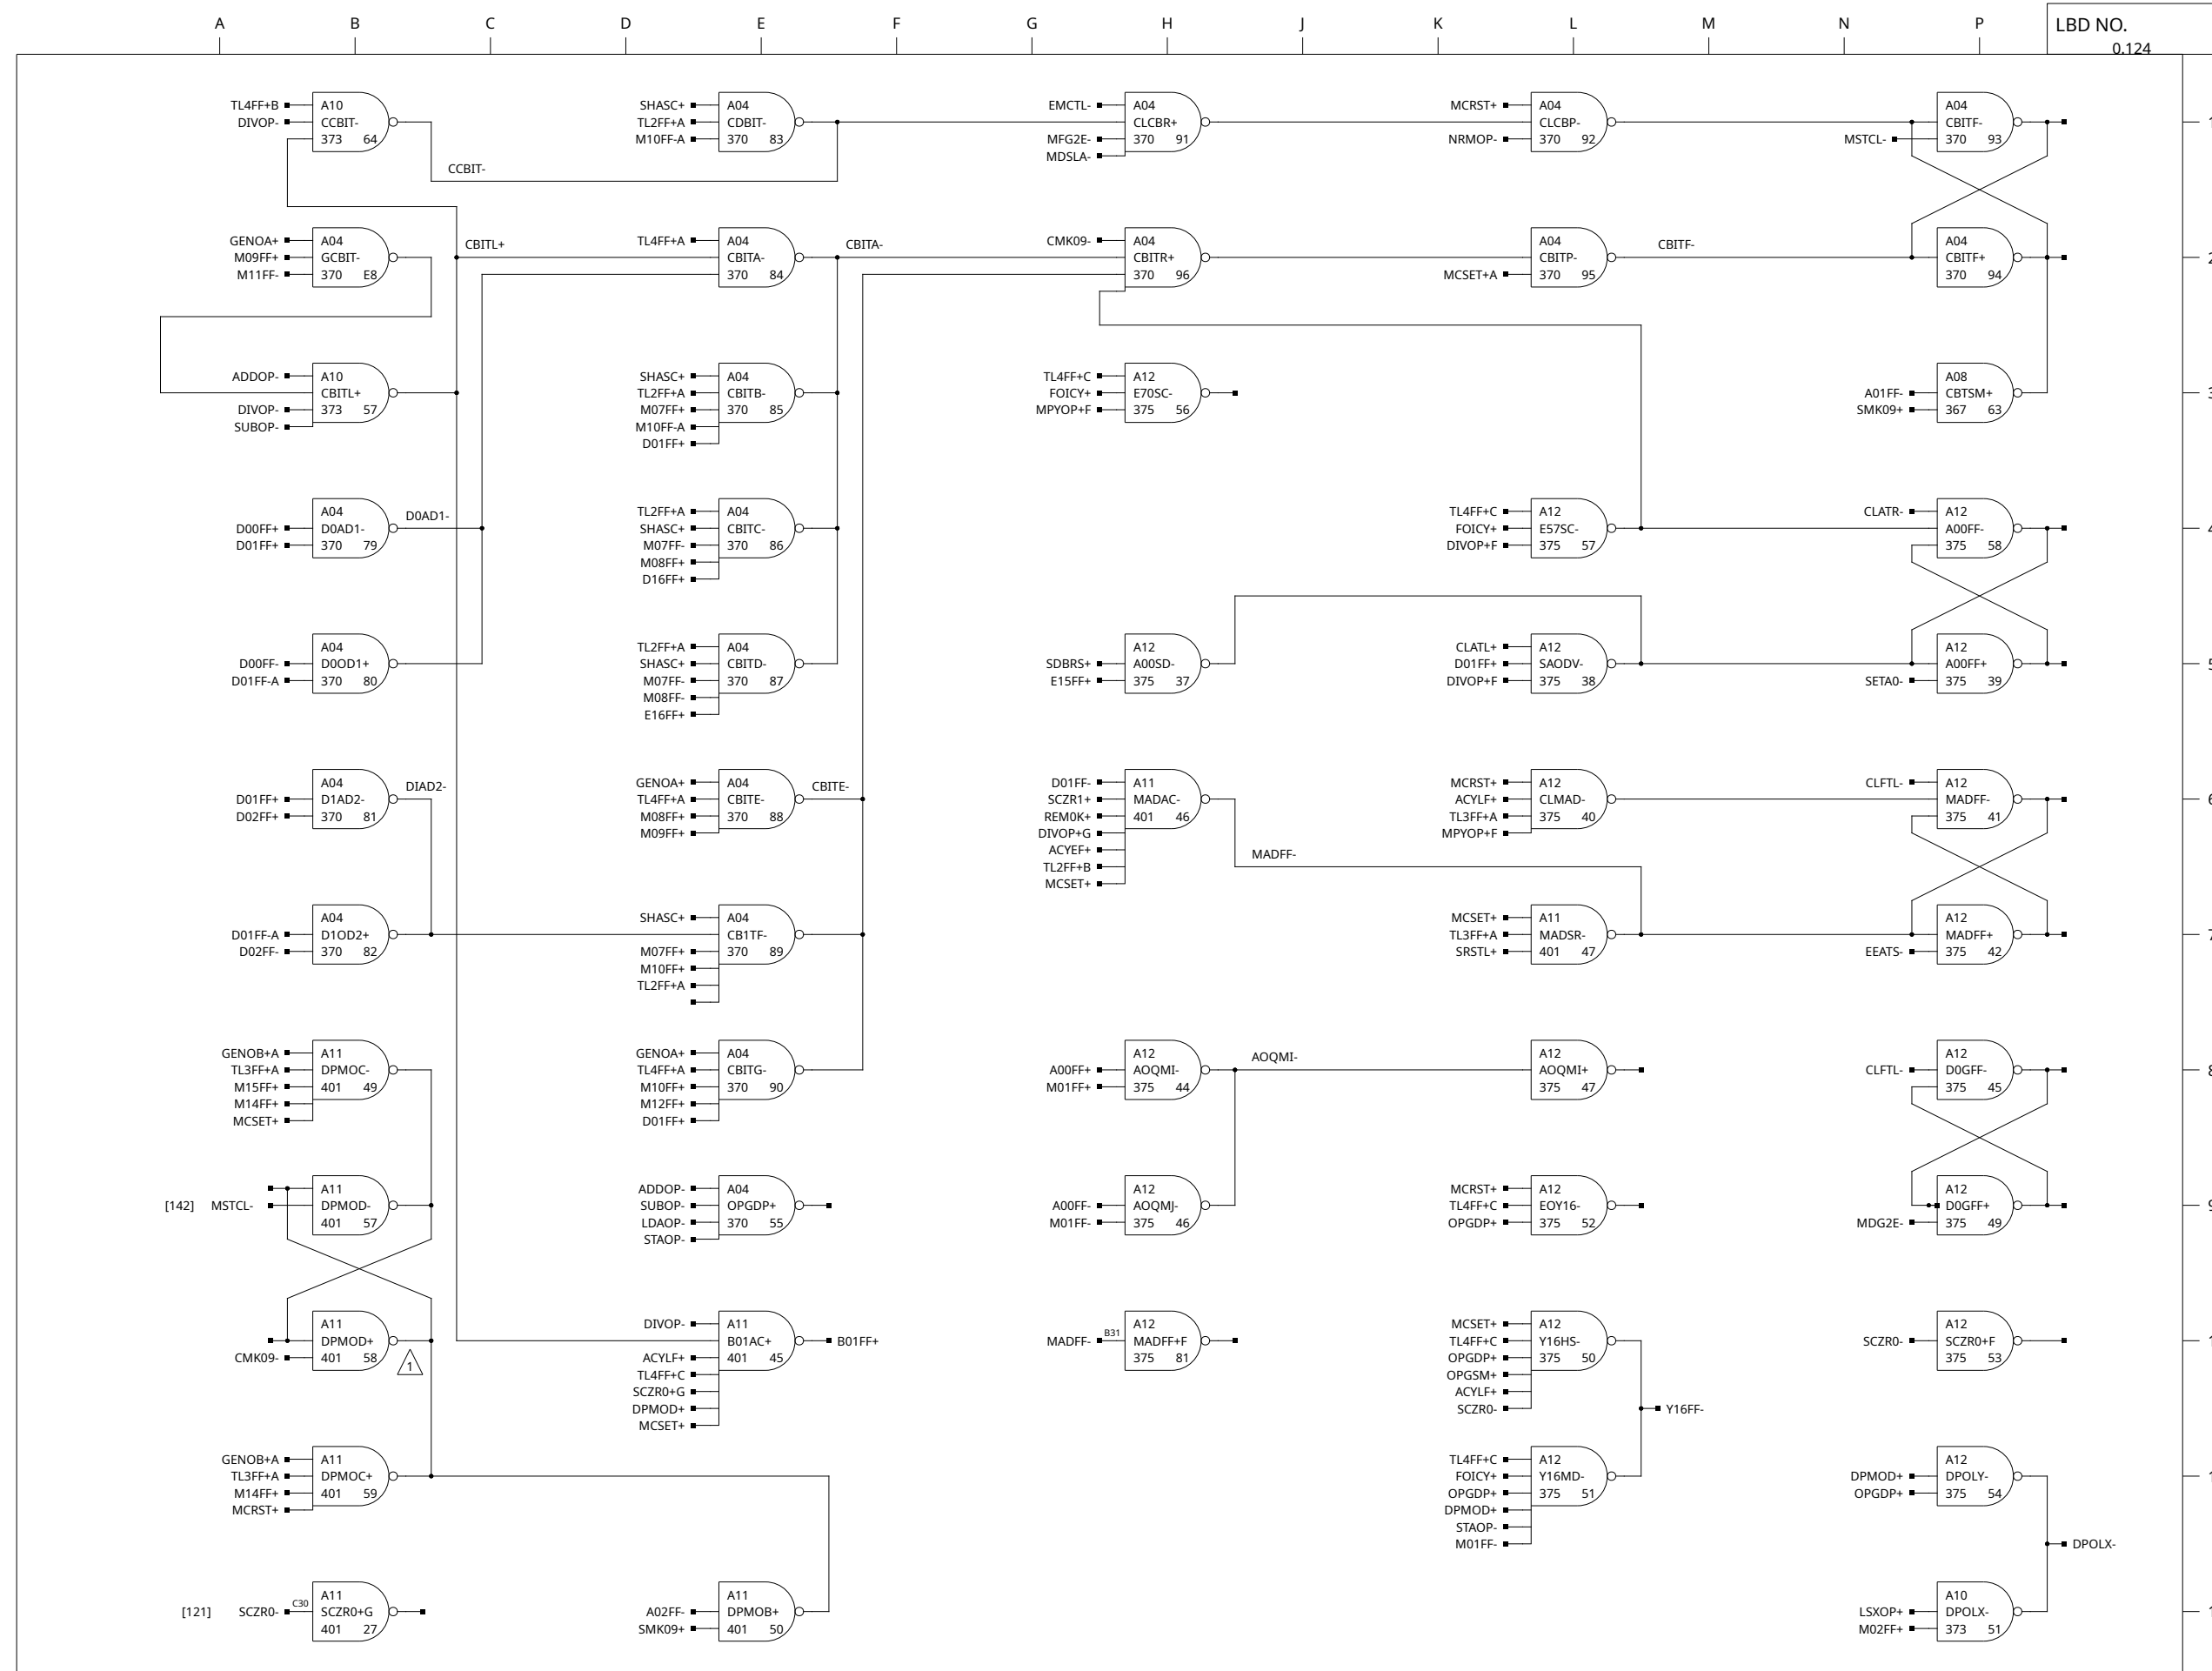 A B C D E F G H J K L M N P
LBD NO.
0.124
TL4FF+B
DIVOP-
A10
CCBIT-
373 64
CCBIT-
SHASC+
TL2FF+A
M10FF-A
A04
CDBIT-
370 83
EMCTL-
MFG2E-
MDSLA-
A04
CLCBR+
370 91
MCRST+
NRMOP-
A04
CLCBP-
370 92
MSTCL-
A04
CBITF-
370 93
GENOA+
M09FF+
M11FF-
A04
GCBIT-
370 E8
CBITL+
TL4FF+A
A04
CBITA-
370 84
CBITA-
CMK09-
A04
CBITR+
370 96
MCSET+A
A04
CBITP-
370 95
CBITF-
A04
CBITF+
370 94
2
ADDOP-
DIVOP-
SUBOP-
A10
CBITL+
373 57
SHASC+
TL2FF+A
M07FF+
M10FF-A
D01FF+
A04
CBITB-
370 85
TL4FF+C
FOICY+
MPYOP+F
A12
E70SC-
375 56
A01FF-
SMK09+
A08
CBTSM+
367 63
3
D00FF+
D01FF+
A04
D0AD1-
370 79
D0AD1-
TL2FF+A
SHASC+
M07FF-
M08FF+
D16FF+
A04
CBITC-
370 86
TL4FF+C
FOICY+
DIVOP+F
A12
E57SC-
375 57
CLATR-
A12
A00FF-
375 58
4
D00FF-
D01FF-A
A04
D0OD1+
370 80
TL2FF+A
SHASC+
M07FF-
M08FF-
E16FF+
A04
CBITD-
370 87
SDBRS+
E15FF+
A12
A00SD-
375 37
CLATL+
D01FF+
DIVOP+F
A12
SAODV-
375 38
SETA0-
A12
A00FF+
375 39
5
D01FF+
D02FF+
A04
D1AD2-
370 81
DIAD2-
GENOA+
TL4FF+A
M08FF+
M09FF+
A04
CBITE-
370 88
CBITE-
D01FF-
SCZR1+
REM0K+
DIVOP+G
ACYEF+
TL2FF+B
MCSET+
A11
MADAC-
401 46
MADFF-
MCRST+
ACYLF+
TL3FF+A
MPYOP+F
A12
CLMAD-
375 40
CLFTL-
A12
MADFF-
375 41
6
D01FF-A
D02FF-
A04
D1OD2+
370 82
SHASC+
M07FF+
M10FF+
TL2FF+A
A04
CB1TF-
370 89
MCSET+
TL3FF+A
SRSTL+
A11
MADSR-
401 47
EEATS-
A12
MADFF+
375 42
7
GENOB+A
TL3FF+A
M15FF+
M14FF+
MCSET+
A11
DPMOC-
401 49
GENOA+
TL4FF+A
M10FF+
M12FF+
D01FF+
A04
CBITG-
370 90
A00FF+
M01FF+
A12
AOQMI-
375 44
AOQMI-
A12
AOQMI+
375 47
CLFTL-
A12
D0GFF-
375 45
8
[142] MSTCL-
A11
DPMOD-
401 57
ADDOP-
SUBOP-
LDAOP-
STAOP-
A04
OPGDP+
370 55
A00FF-
M01FF-
A12
AOQMJ-
375 46
MCRST+
TL4FF+C
OPGDP+
A12
EOY16-
375 52
MDG2E-
A12
D0GFF+
375 49
CMK09-
A11
DPMOD+
401 58
1
DIVOP-
ACYLF+
TL4FF+C
SCZR0+G
DPMOD+
MCSET+
A11
B01AC+
401 45
B01FF+
MADFF-
B31
A12
MADFF+F
375 81
MCSET+
TL4FF+C
OPGDP+
OPGSM+
ACYLF+
SCZR0-
A12
Y16HS-
375 50
Y16FF-
SCZR0-
A12
SCZR0+F
375 53
GENOB+A
TL3FF+A
M14FF+
MCRST+
A11
DPMOC+
401 59
TL4FF+C
FOICY+
OPGDP+
DPMOD+
STAOP-
M01FF-
A12
Y16MD-
375 51
DPMOD+
OPGDP+
A12
DPOLY-
375 54
DPOLX-
[121] SCZR0-
C30
A11
SCZR0+G
401 27
A02FF-
SMK09+
A11
DPMOB+
401 50
LSXOP+
M02FF+
A10
DPOLX-
373 51